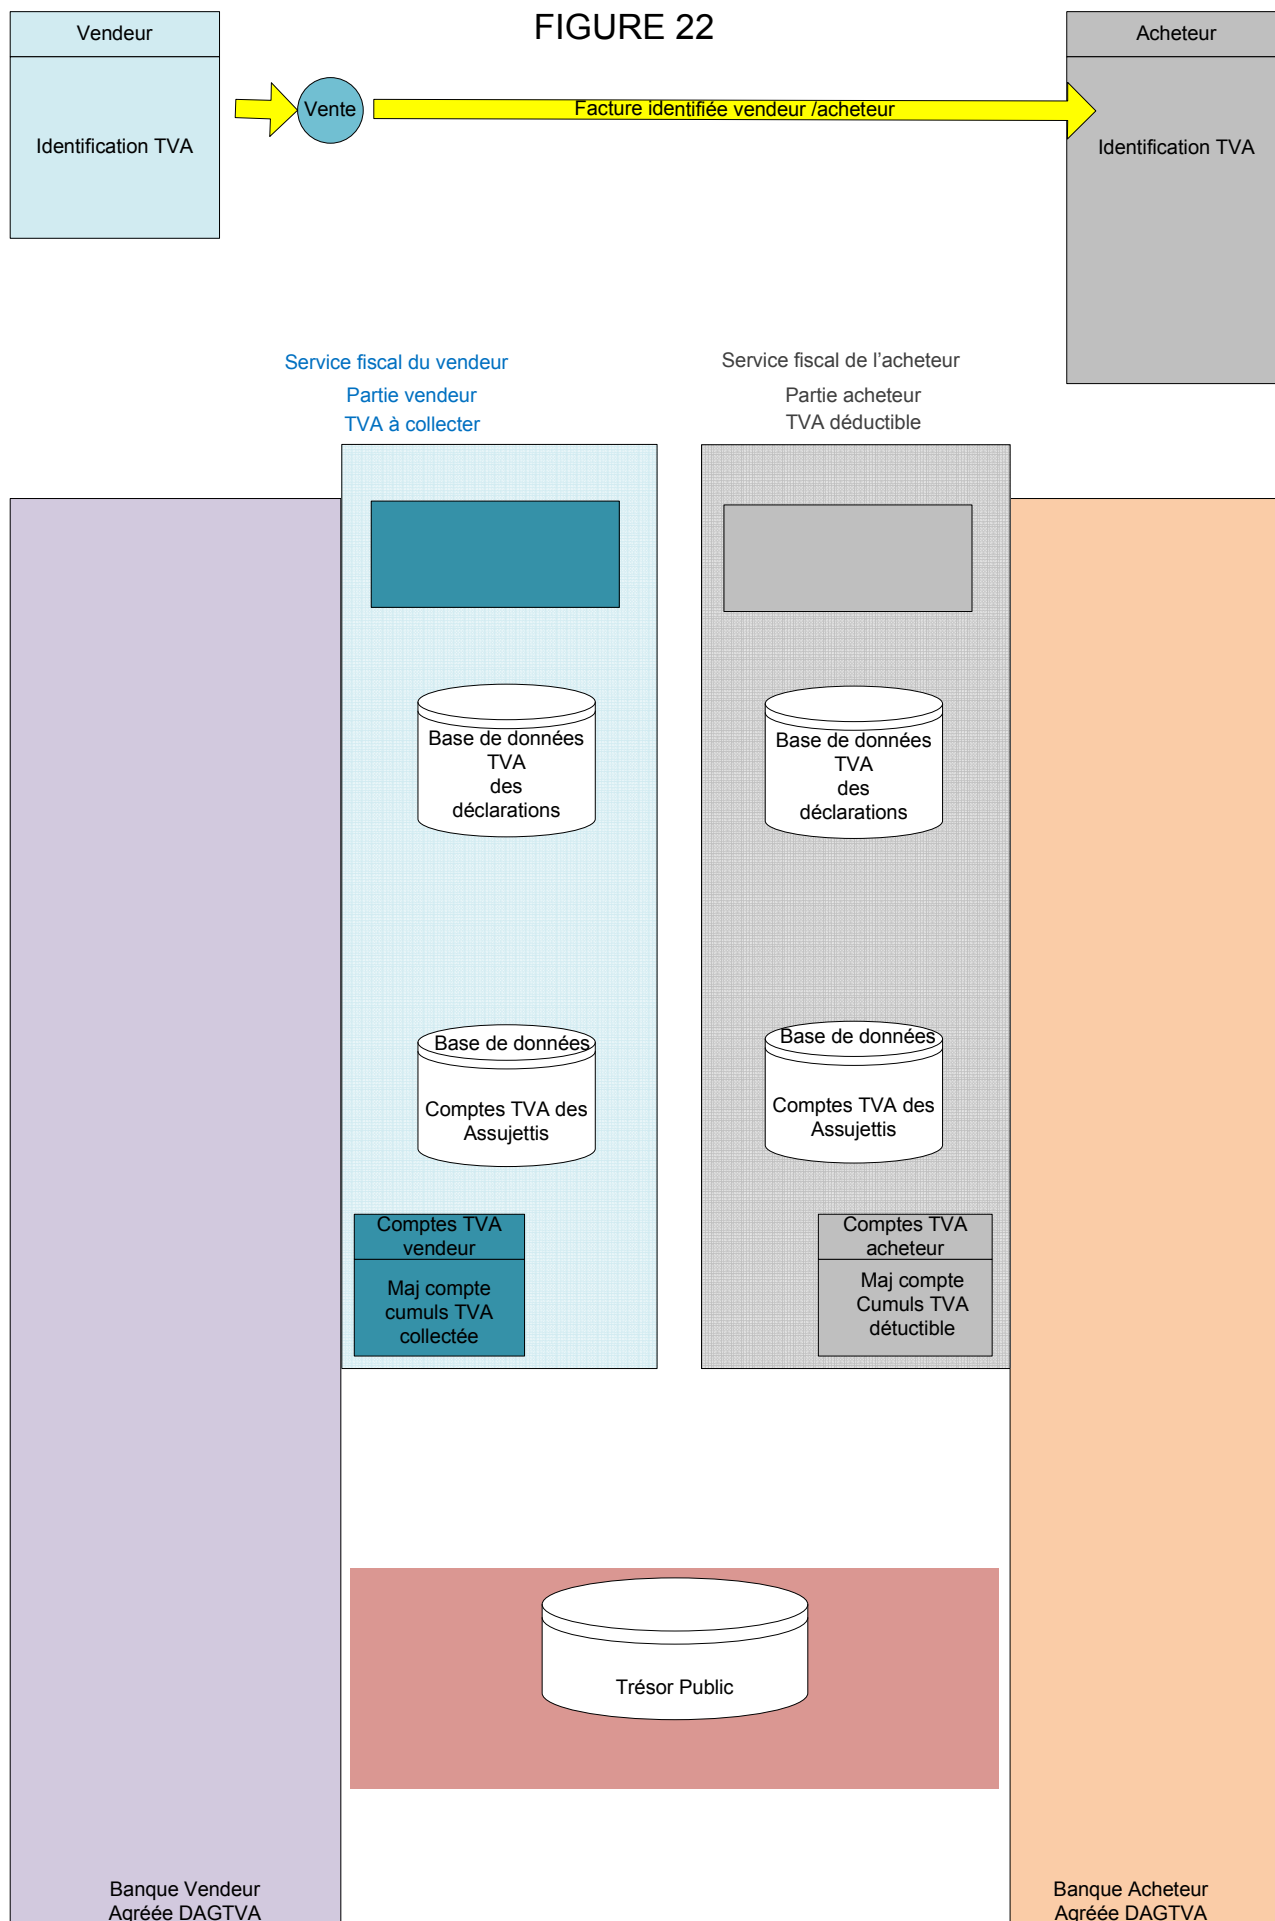 FIGURE 22
Vendeur
Identification TVA
Vente
Facture identifiée vendeur /acheteur
Acheteur
Identification TVA
Service fiscal du vendeur
Partie vendeur
TVA à collecter
Service fiscal de l'acheteur
Partie acheteur
TVA déductible
Base de données
TVA
des
déclarations
Base de données
TVA
des
déclarations
Base de données
Comptes TVA des
Assujettis
Base de données
Comptes TVA des
Assujettis
Comptes TVA
vendeur
Maj compte
cumuls TVA
collectée
Comptes TVA
acheteur
Maj compte
Cumuls TVA
détuctible
Trésor Public
Banque Vendeur
Agréée DAGTVA
Banque Acheteur
Agréée DAGTVA